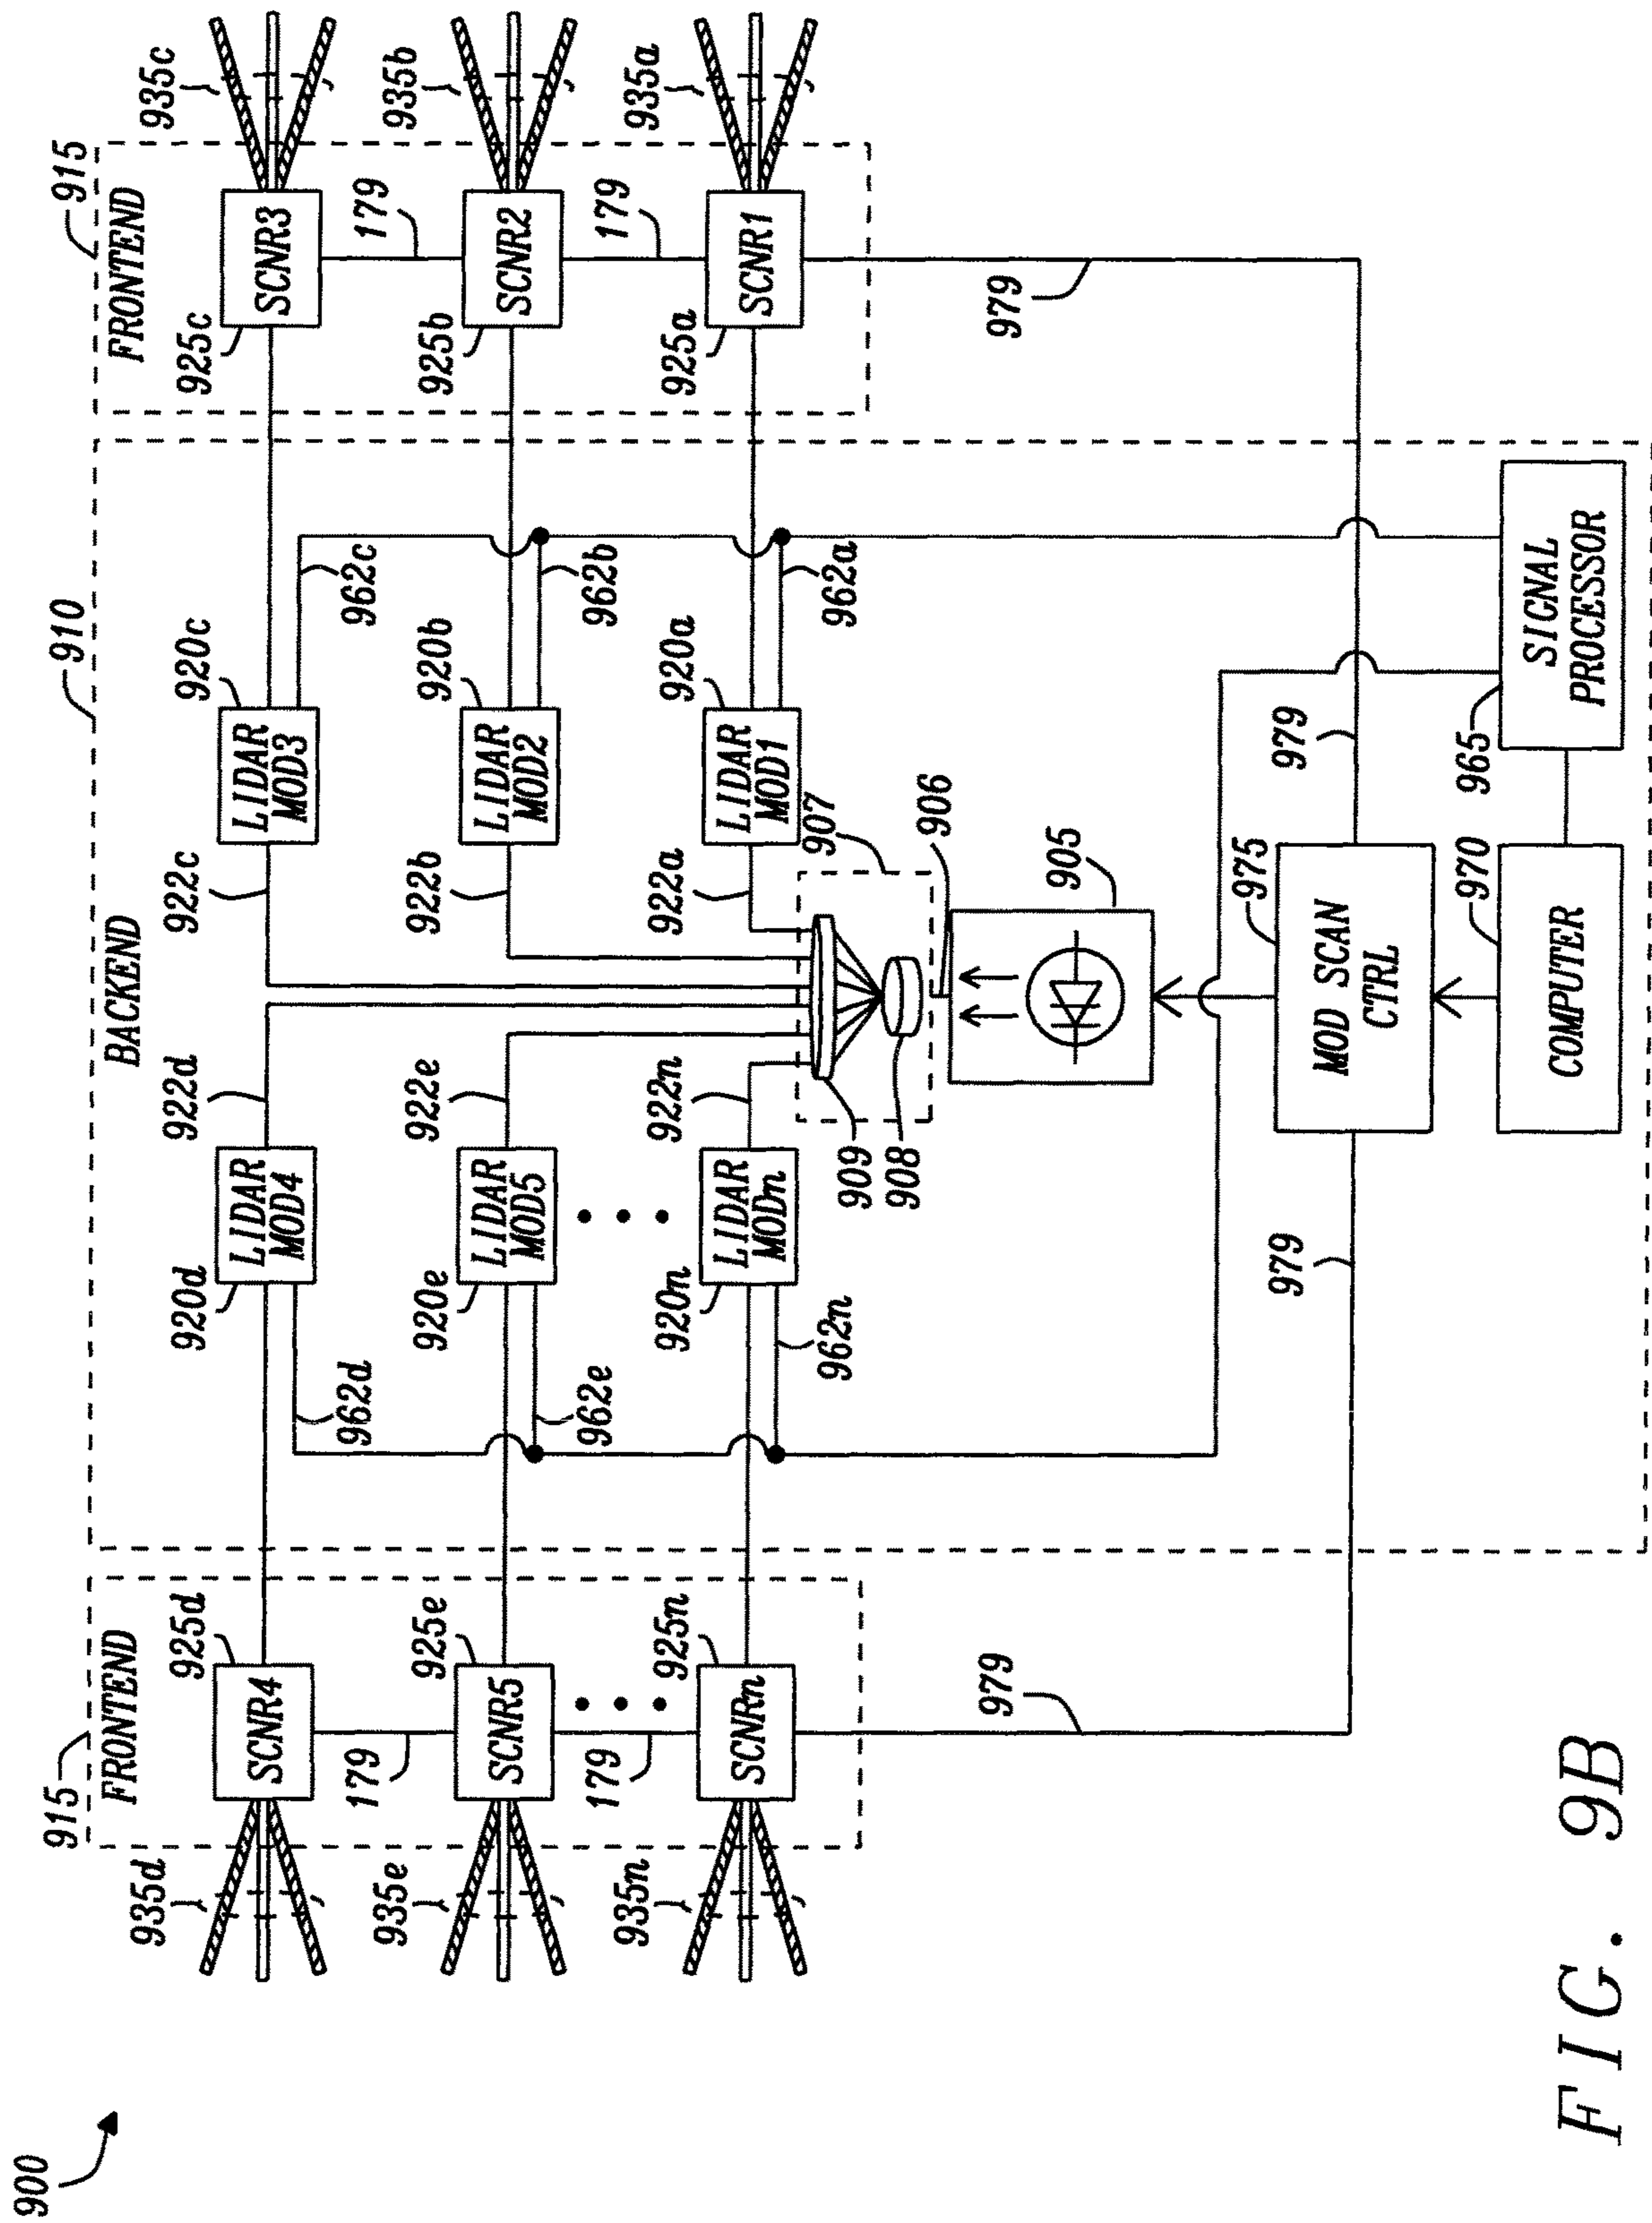 900
915
FRONTEND
935d
925d
SCNR4
179
935e
925e
SCNR5
179
935n
925n
SCNRn
979
910
BACKEND
920d
LIDAR
MOD4
922d
962d
920e
LIDAR
MOD5
922e
962e
920n
LIDAR
MODn
922n
962n
920c
LIDAR
MOD3
922c
962c
920b
LIDAR
MOD2
922b
962b
920a
LIDAR
MOD1
922a
962a
907
909
908
906
905
979
975
MOD SCAN
CTRL
979
970
COMPUTER
965
SIGNAL
PROCESSOR
915
FRONTEND
925c
SCNR3
935c
179
925b
SCNR2
935b
179
925a
SCNR1
935a
979
FIG. 9B